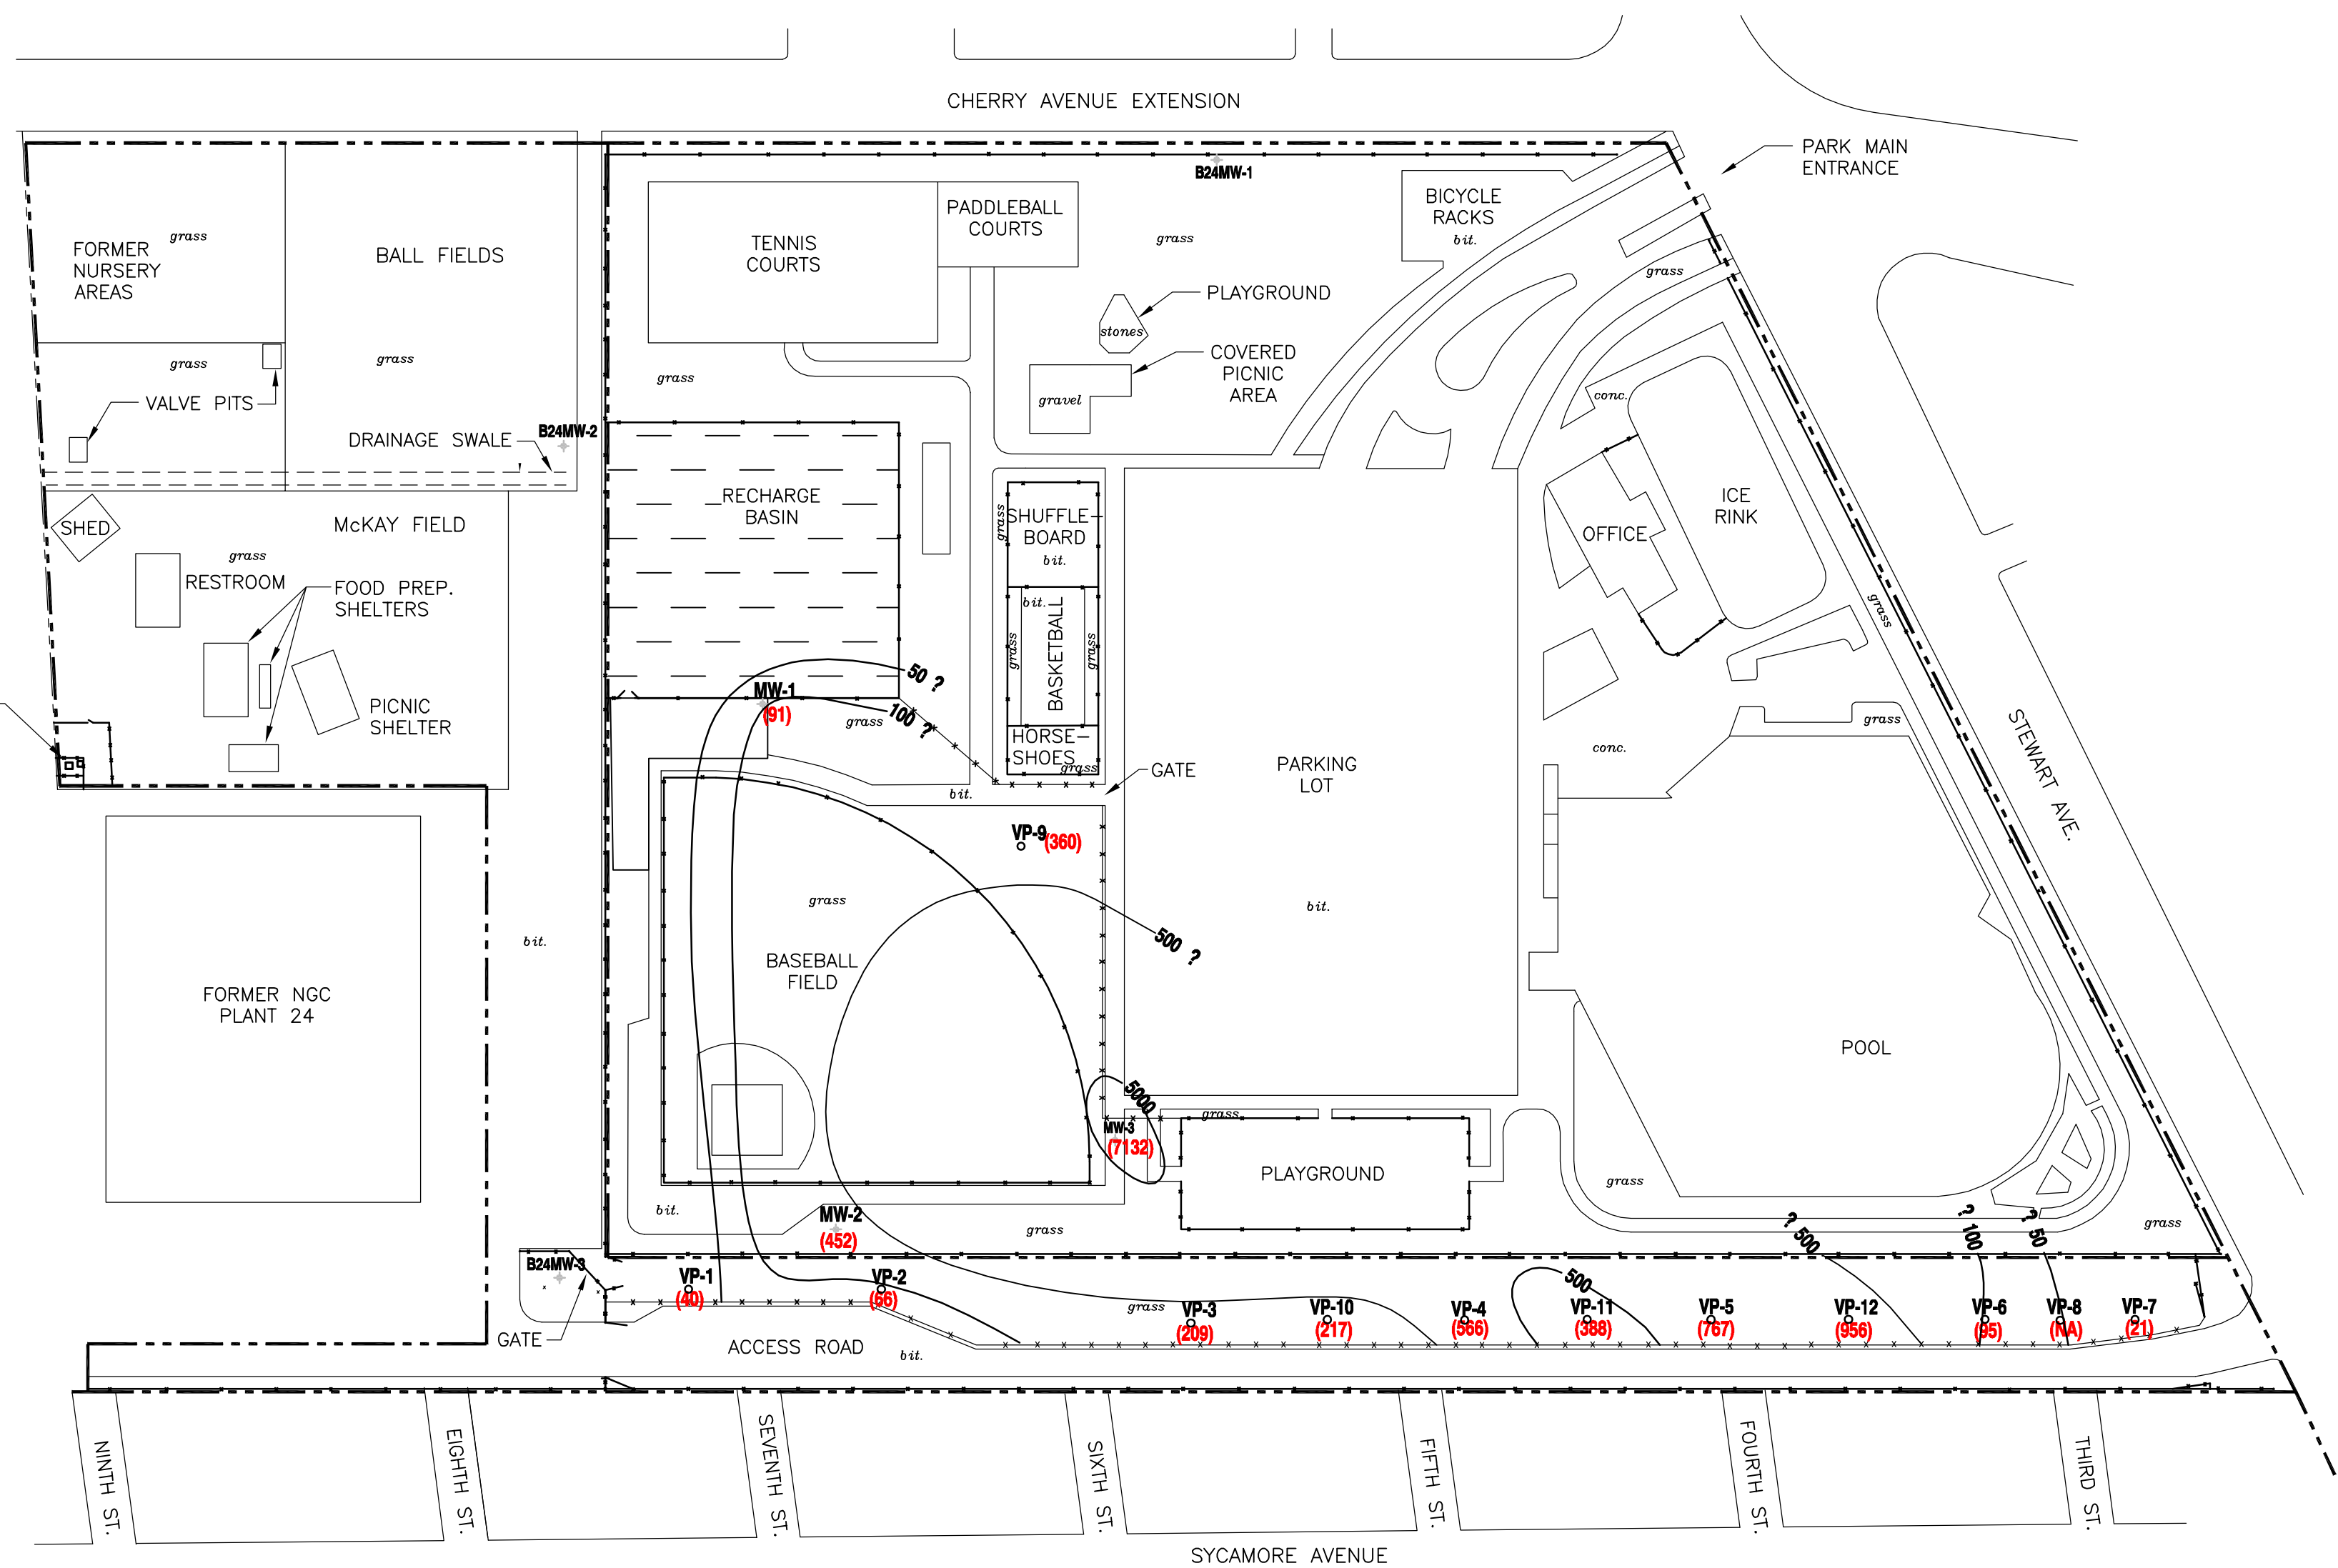 CHERRY AVENUE EXTENSION
PARK MAIN
ENTRANCE
B24MW-1
BICYCLE
RACKS
bit.
PADDLEBALL
COURTS
TENNIS
COURTS
grass
grass
grass
FORMER
NURSERY
AREAS
BALL FIELDS
PLAYGROUND
stones
COVERED
PICNIC
AREA
gravel
grass
grass
grass
conc.
VALVE PITS
DRAINAGE SWALE
B24MW-2
RECHARGE
BASIN
SHED
McKAY FIELD
grass
RESTROOM
FOOD PREP.
SHELTERS
PICNIC
SHELTER
grass
SHUFFLE-
BOARD
bit.
bit.
grass
BASKETBALL
grass
HORSE-
SHOES
grass
ICE
RINK
OFFICE
grass
STEWART AVE.
grass
conc.
50 ?
MW-1
(91)
100 ?
grass
GATE
bit.
PARKING
LOT
bit.
VP-9
(360)
grass
500 ?
BASEBALL
FIELD
bit.
FORMER NGC
PLANT 24
POOL
5000
MW-3
(7132)
grass
PLAYGROUND
grass
bit.
MW-2
(452)
grass
? 500
? 100
? 50
grass
B24MW-3
GATE
VP-1
(40)
VP-2
(66)
grass
VP-3
(209)
VP-10
(217)
VP-4
(566)
500
VP-11
(388)
VP-5
(767)
VP-12
(956)
VP-6
(95)
VP-8
(NA)
VP-7
(21)
ACCESS ROAD
bit.
NINTH ST.
EIGHTH ST.
SEVENTH ST.
SIXTH ST.
FIFTH ST.
FOURTH ST.
THIRD ST.
SYCAMORE AVENUE